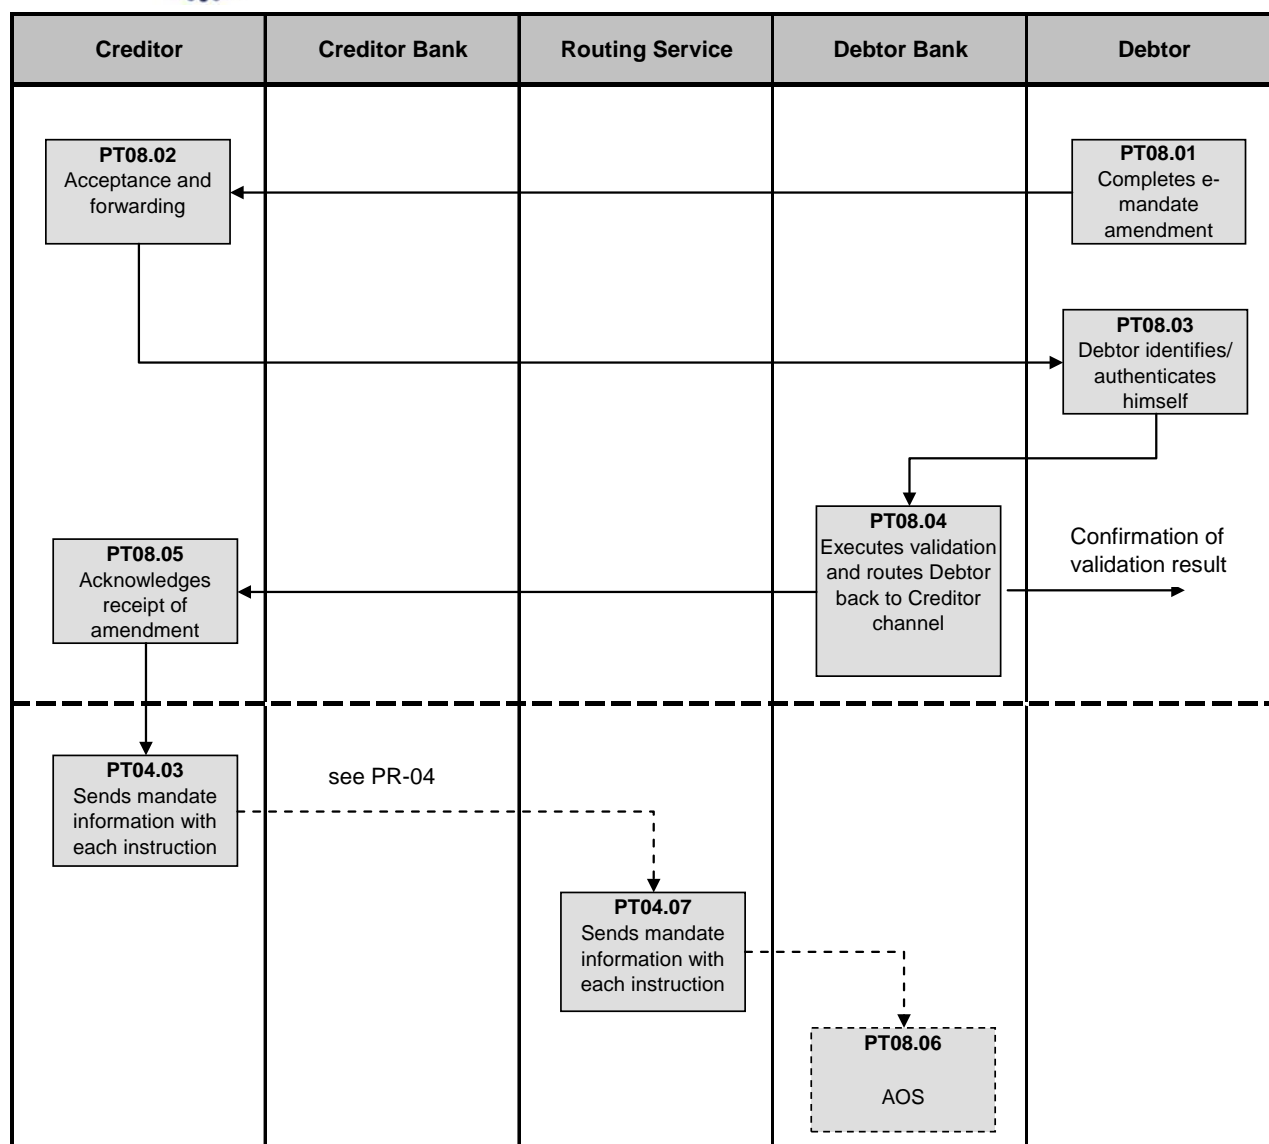 Creditor
Creditor Bank
Routing Service
Debtor Bank
Debtor
PT08.02
Acceptance and
forwarding
PT08.01
Completes e-
mandate
amendment
PT08.03
Debtor identifies/
authenticates
himself
PT08.04
Executes validation
and routes Debtor
back to Creditor
channel
Confirmation of
validation result
PT08.05
Acknowledges
receipt of
amendment
PT04.03
Sends mandate
information with
each instruction
see PR-04
PT04.07
Sends mandate
information with
each instruction
PT08.06
AOS